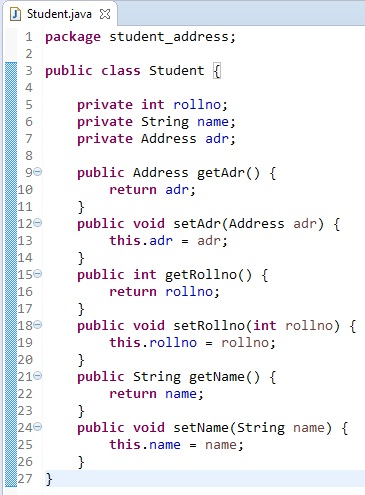 Student.java
1 package student_address;
2
3 public class Student {
4
5     private int rollno;
6     private String name;
7     private Address adr;
8
9     public Address getAdr() {
10         return adr;
11     }
12     public void setAdr(Address adr) {
13         this.adr = adr;
14     }
15     public int getRollno() {
16         return rollno;
17     }
18     public void setRollno(int rollno) {
19         this.rollno = rollno;
20     }
21     public String getName() {
22         return name;
23     }
24     public void setName(String name) {
25         this.name = name;
26     }
27 }